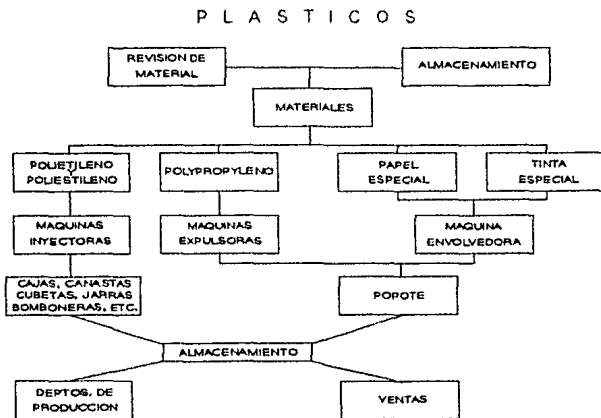 PLASTICOS
REVISION DE
MATERIAL
ALMACENAMIENTO
MATERIALES
POLIETILENO
Y
POLIESTILENO
POLYPROPYLENO
PAPEL
ESPECIAL
TINTA
ESPECIAL
MAQUINAS
INYECTORAS
MAQUINAS
EXPULSORAS
MAQUINA
ENVOLVEDORA
CAJAS, CANASTAS
CUBETAS, JARRAS
BOMBONERAS, ETC.
POPOTE
ALMACENAMIENTO
DEPTOS. DE
PRODUCCION
VENTAS